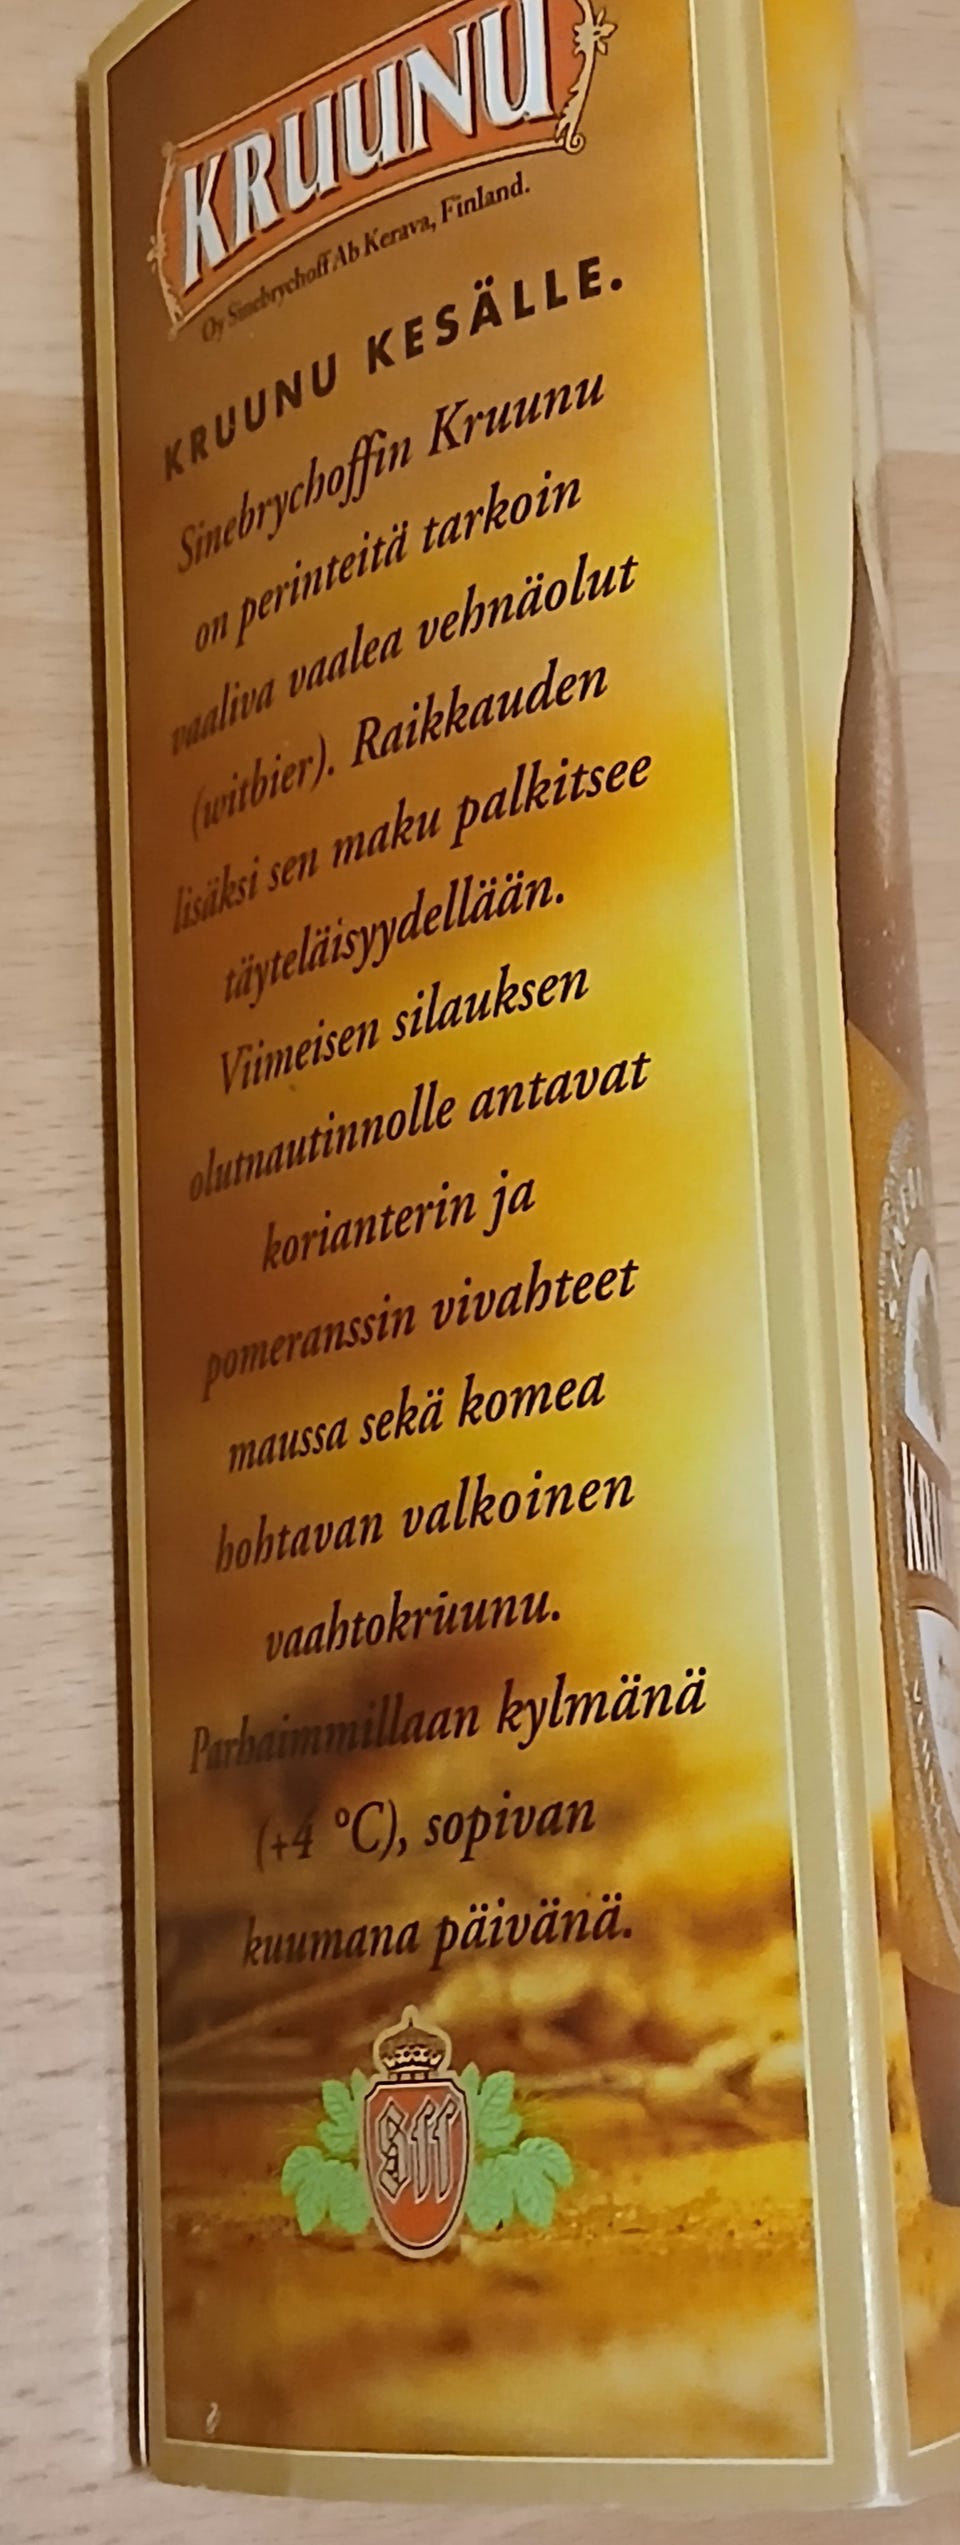 KRUUNU
Oy Sinebrychoff Ab Kerava, Finland.
KRUUNU KESÄLLE.
Sinebrychoffin Kruunu
on perinteitä tarkoin
vaaliva vaalea vehnäolut
(witbier). Raikkauden
lisäksi sen maku palkitsee
täyteläisyydellään.
Viimeisen silauksen
olutnautinnolle antavat
korianterin ja
pomeranssin vivahteet
maussa sekä komea
hohtavan valkoinen
vaahtokruunu.
Parhaimmillaan kylmänä
(+4 °C), sopivan
kuumana päivänä.
Sff
KRU